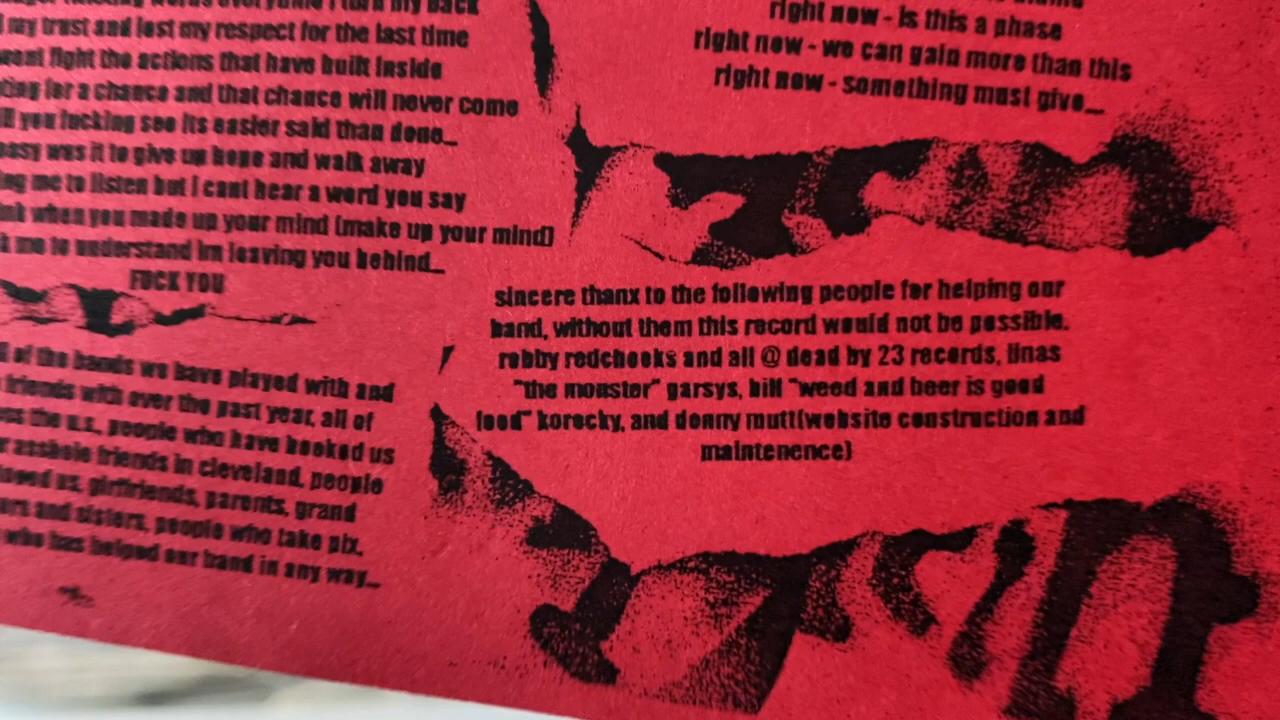 words everytime i turn my back
my trust and lost my respect for the last time
fight the actions that have built inside
for a chance and that chance will never come
you fucking see its easier said than done...
easy was it to give up hope and walk away
me to listen but i cant hear a word you say
when you made up your mind (make up your mind)
me to understand im leaving you behind...
FUCK YOU
of the bands we have played with and
friends with over the past year, all of
the u.s., people who have booked us
asshole friends in cleveland, people
us, girlfriends, parents, grand
and sisters, people who take pix,
who has helped our band in any way...
right now - is this a phase
right now - we can gain more than this
right now - something must give...
sincere thanx to the following people for helping our
band, without them this record would not be possible.
robby redcheeks and all @ dead by 23 records, linas
"the monster" garsys, bill "weed and beer is good
food" korecky, and donny mutt(website construction and
maintenence)